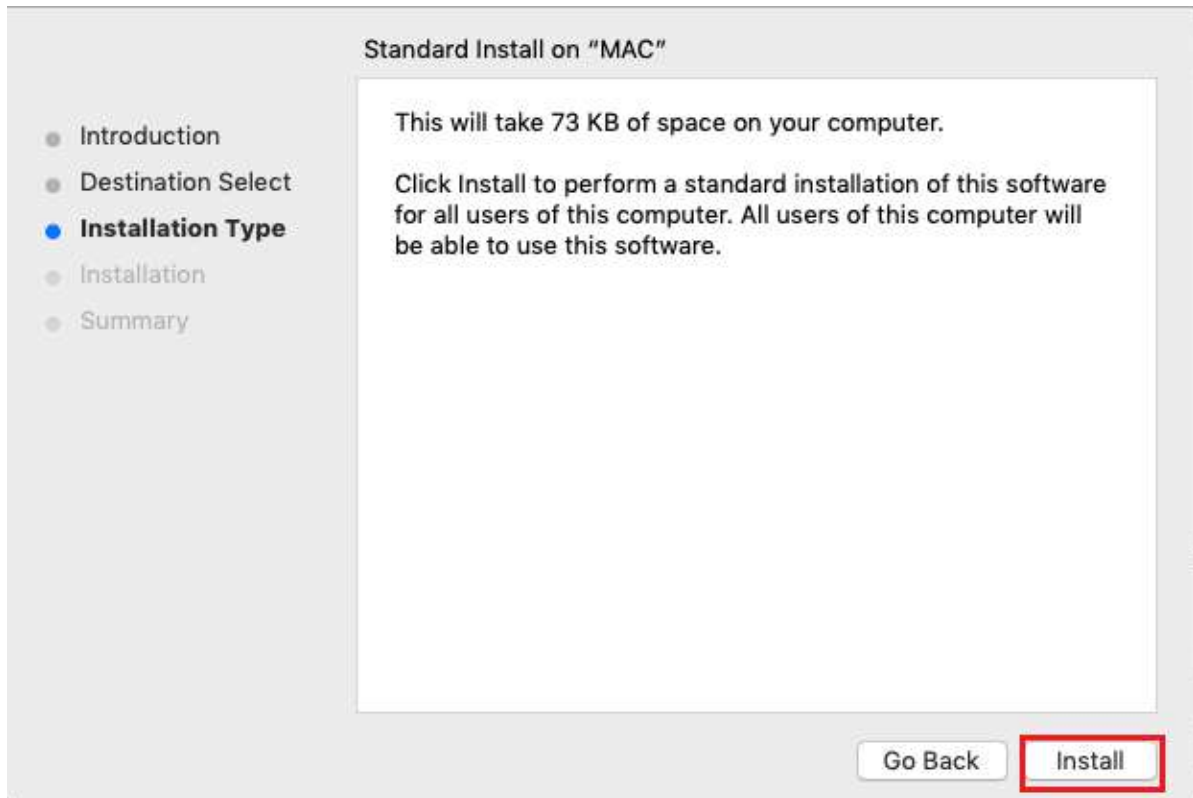 Standard Install on “MAC”
Introduction
Destination Select
Installation Type
Installation
Summary
This will take 73 KB of space on your computer.
Click Install to perform a standard installation of this software
for all users of this computer. All users of this computer will
be able to use this software.
Go Back
Install